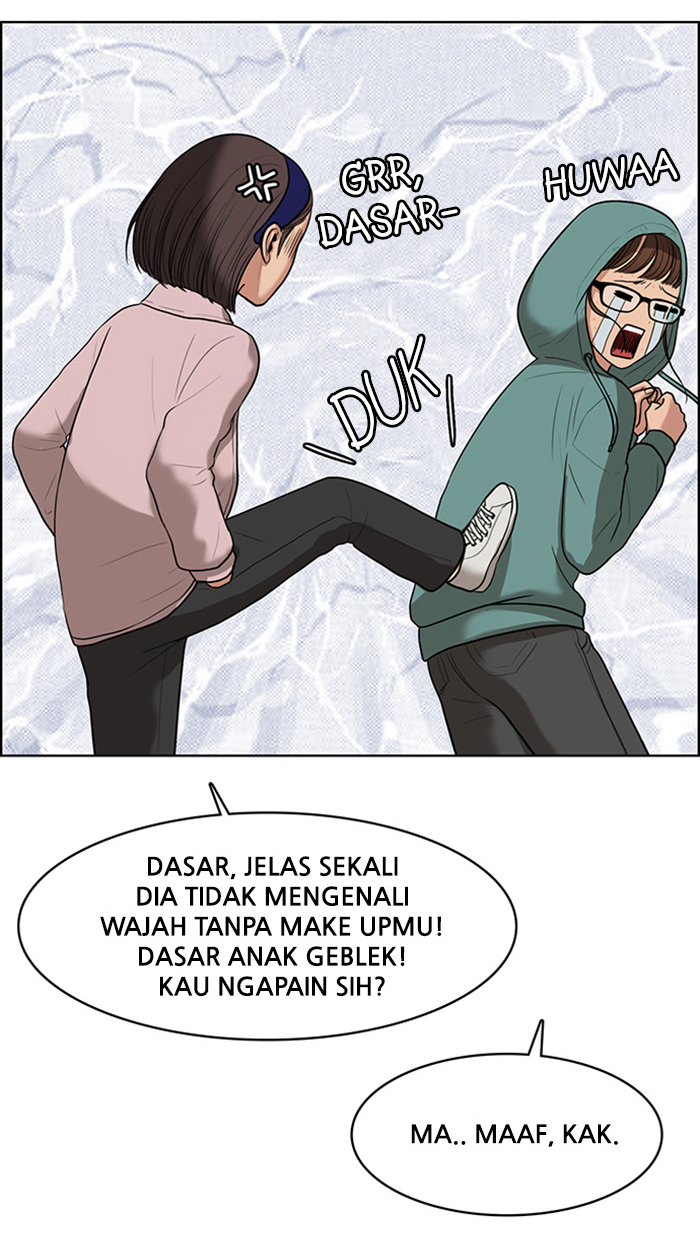 GRR,
DASAR-
HUWAA
DUK
DASAR, JELAS SEKALI
DIA TIDAK MENGENALI
WAJAH TANPA MAKE UPMU!
DASAR ANAK GEBLEK!
KAU NGAPAIN SIH?
MA.. MAAF, KAK.